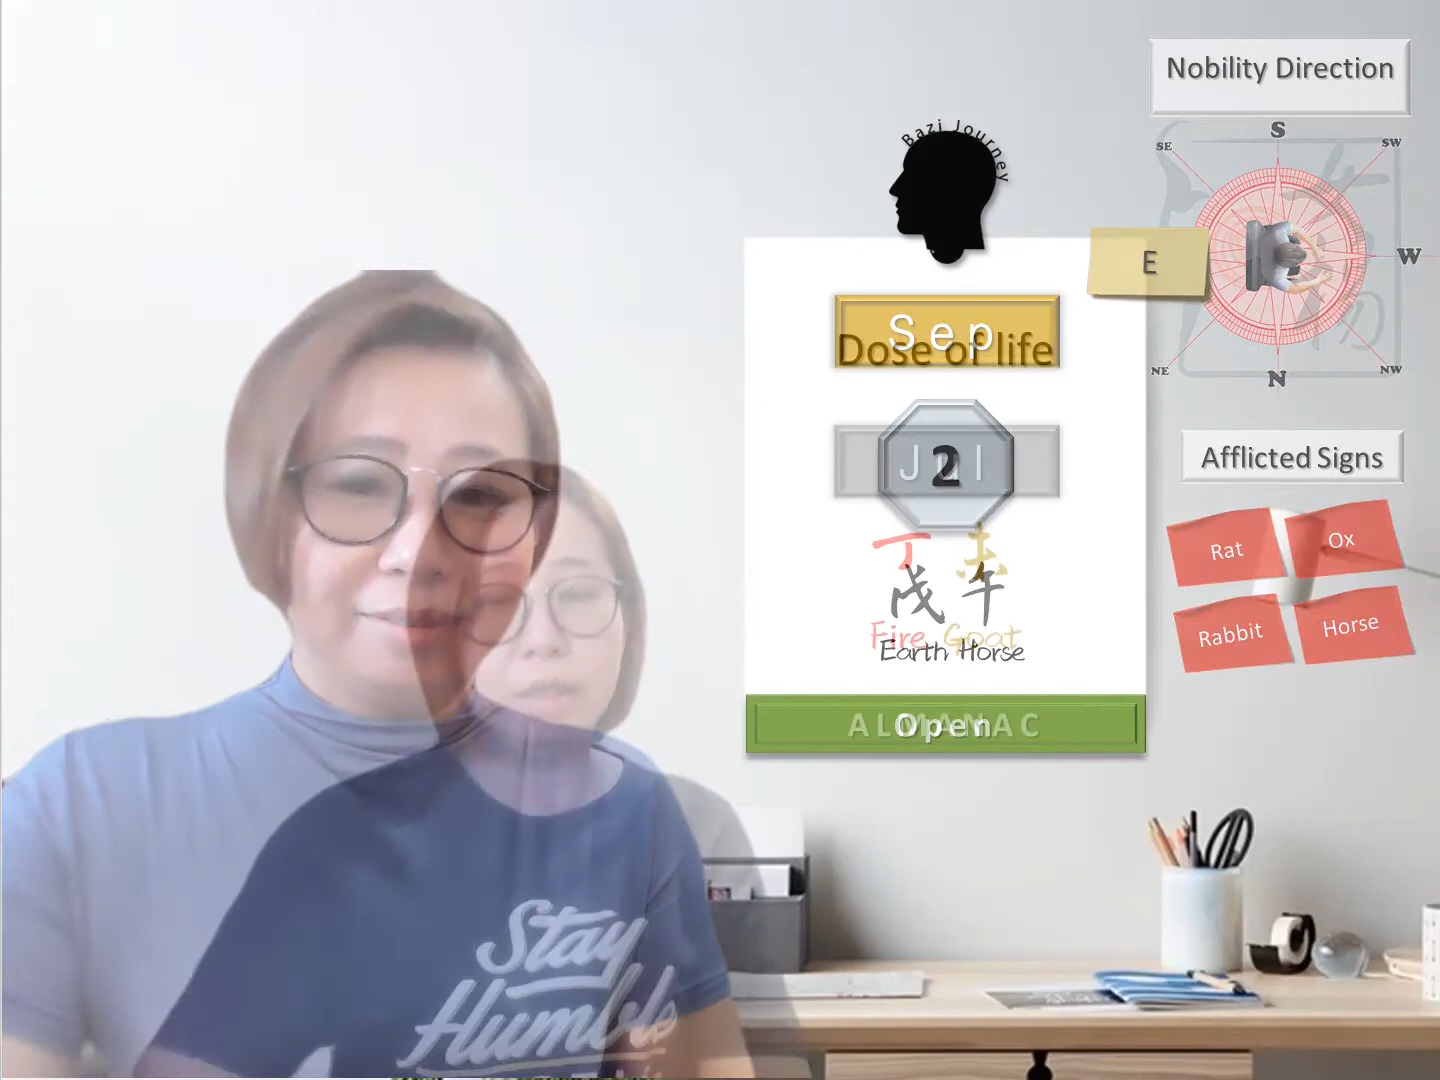 Nobility Direction
Bazi Journey
S
SE
SW
E
W
NE
N
NW
Sep
Dose of life
Jul
2
丁 未
戊 午
Fire Goat
Earth Horse
ALMANAC
Open
Afflicted Signs
Rat
Ox
Rabbit
Horse
Stay
Humble